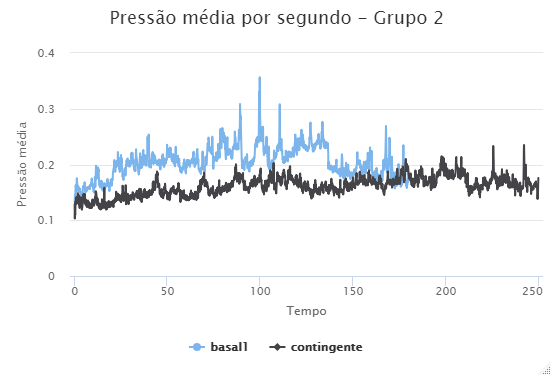 Pressão média por segundo - Grupo 2
Pressão média
0.4
0.3
0.2
0.1
0
0 50 100 150 200 250
Tempo
basal1 contingente